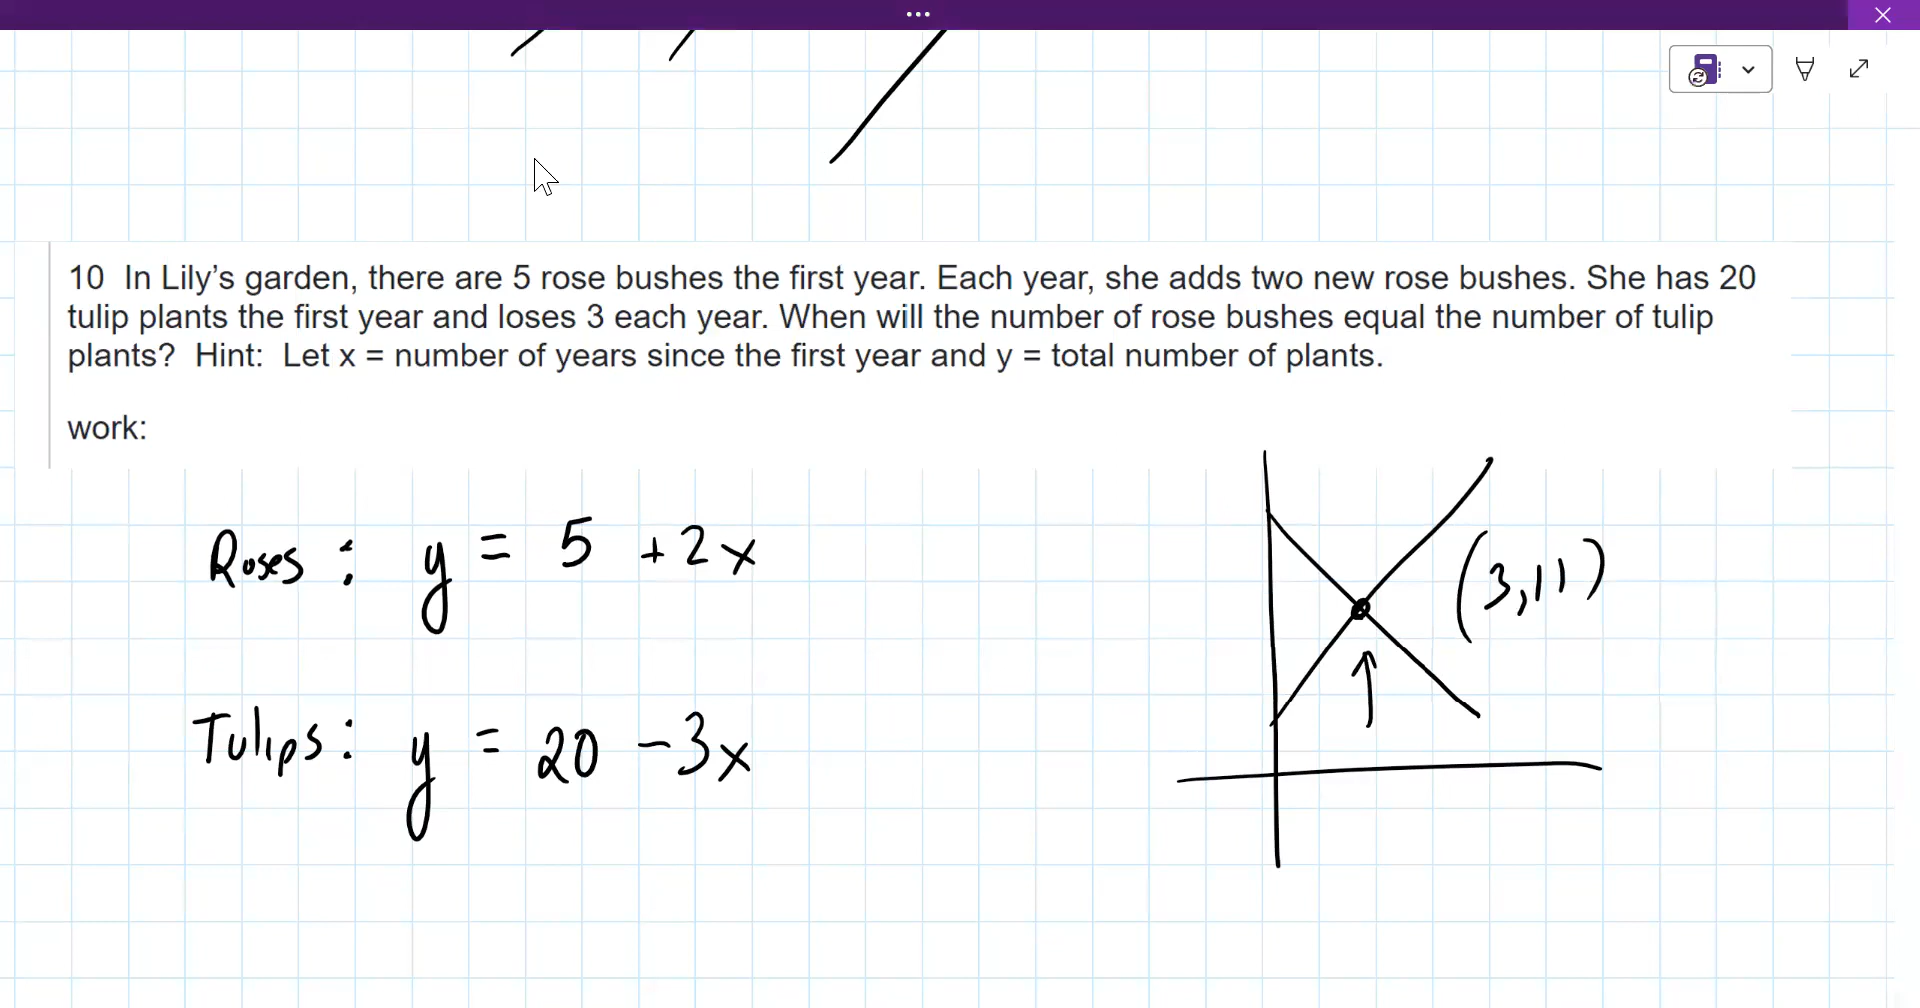 10 In Lily’s garden, there are 5 rose bushes the first year. Each year, she adds two new rose bushes. She has 20
tulip plants the first year and loses 3 each year. When will the number of rose bushes equal the number of tulip
plants? Hint: Let x = number of years since the first year and y = total number of plants.
work:
Roses : y = 5 + 2x
(3,11)
Tulips : y = 20 - 3x